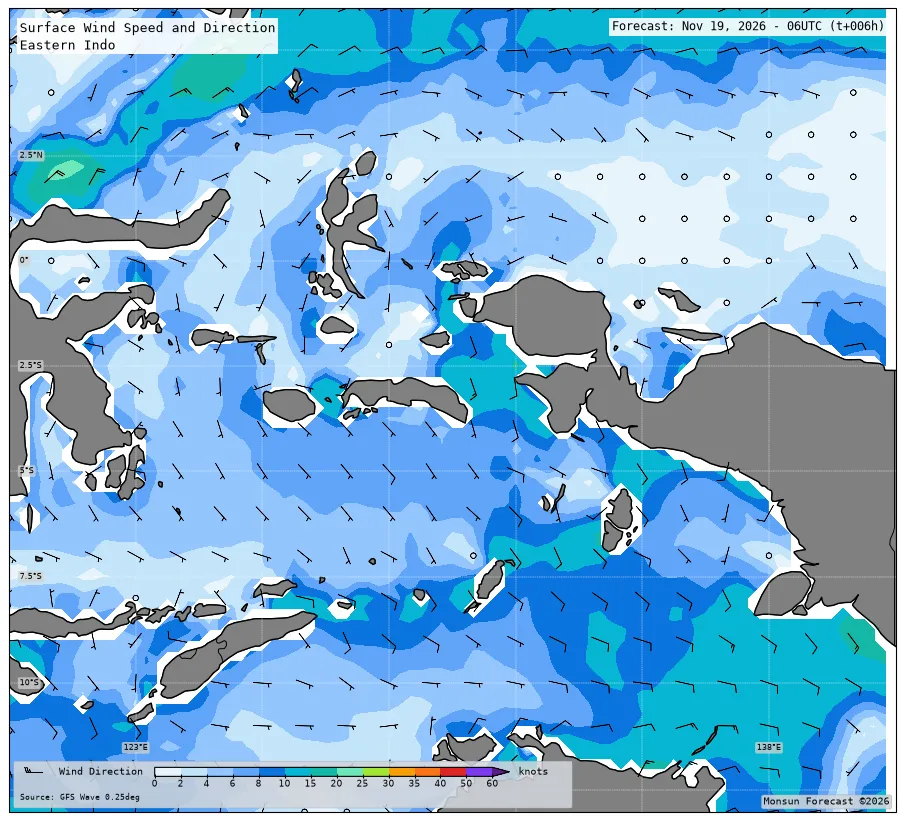 Surface Wind Speed and Direction
Eastern Indo
Forecast: Nov 19, 2026 - 06UTC (t+006h)
2.5°N
0°
2.5°S
5°S
7.5°S
10°S
123°E
138°E
Wind Direction
0 2 4 6 8 10 15 20 25 30 35 40 50 60
knots
Source: GFS Wave 0.25deg
Monsun Forecast ©2026